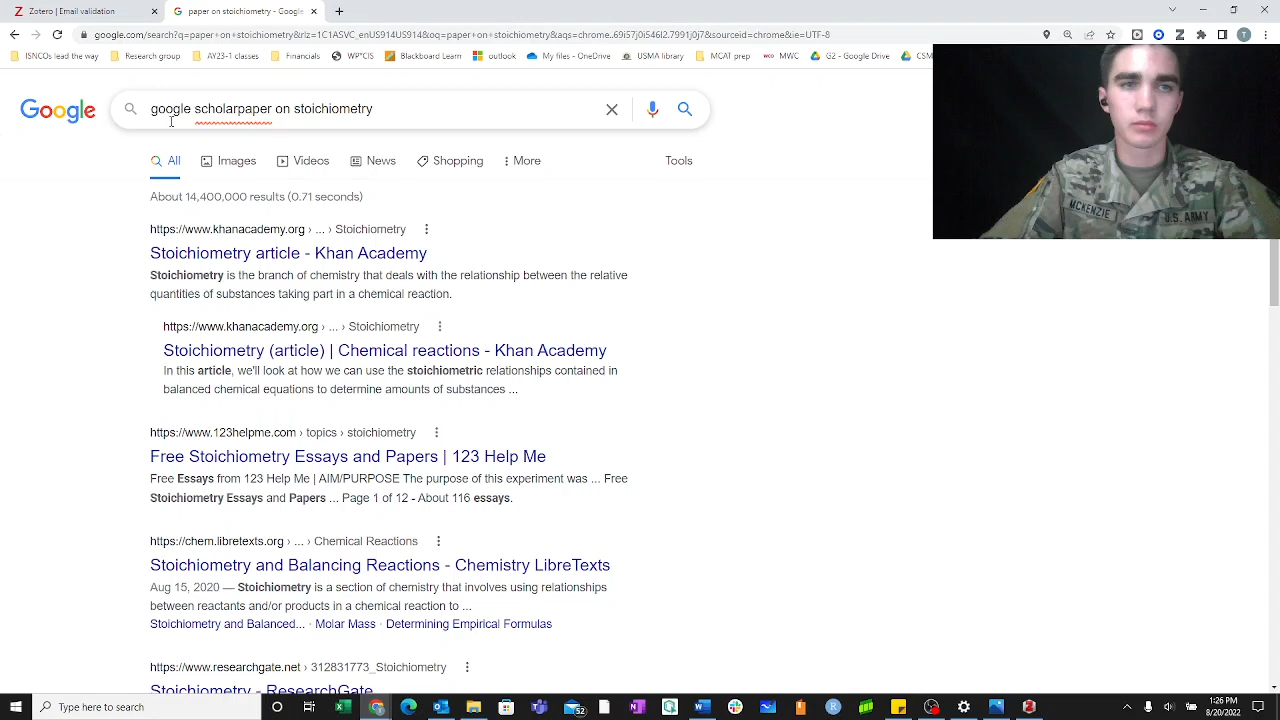 Zotero | Email validation
paper on stoichiometry - Google
google.com/search?q=paper+on+stoichiometry&rlz=1C1ASVC_enUS914US914&oq=paper+on+stoichiometry&aqs=chrome..69i57j0i546l2.7991j0j7&sourceid=chrome&ie=UTF-8
T
ISNCOs lead the way
Research group
AY23-1 classes
Financials
WP*CIS
Blackboard Learn
outlook
My files - OneDrive
USMA library
MCAT prep
MWC
G2 - Google Drive
CSM
Google
google scholarpaper on stoichiometry
All
Images
Videos
News
Shopping
More
Tools
About 14,400,000 results (0.71 seconds)
https://www.khanacademy.org › ... › Stoichiometry
Stoichiometry article - Khan Academy
Stoichiometry is the branch of chemistry that deals with the relationship between the relative
quantities of substances taking part in a chemical reaction.
https://www.khanacademy.org › ... › Stoichiometry
Stoichiometry (article) | Chemical reactions - Khan Academy
In this article, we'll look at how we can use the stoichiometric relationships contained in
balanced chemical equations to determine amounts of substances ...
https://www.123helpme.com › topics › stoichiometry
Free Stoichiometry Essays and Papers | 123 Help Me
Free Essays from 123 Help Me | AIM/PURPOSE The purpose of this experiment was ... Free
Stoichiometry Essays and Papers ... Page 1 of 12 - About 116 essays.
https://chem.libretexts.org › ... › Chemical Reactions
Stoichiometry and Balancing Reactions - Chemistry LibreTexts
Aug 15, 2020 — Stoichiometry is a section of chemistry that involves using relationships
between reactants and/or products in a chemical reaction to ...
Stoichiometry and Balanced... · Molar Mass · Determining Empirical Formulas
https://www.researchgate.net › 312831773_Stoichiometry
Stoichiometry - ResearchGate
MCKENZIE
U.S. ARMY
Type here to search
1:26 PM
8/20/2022